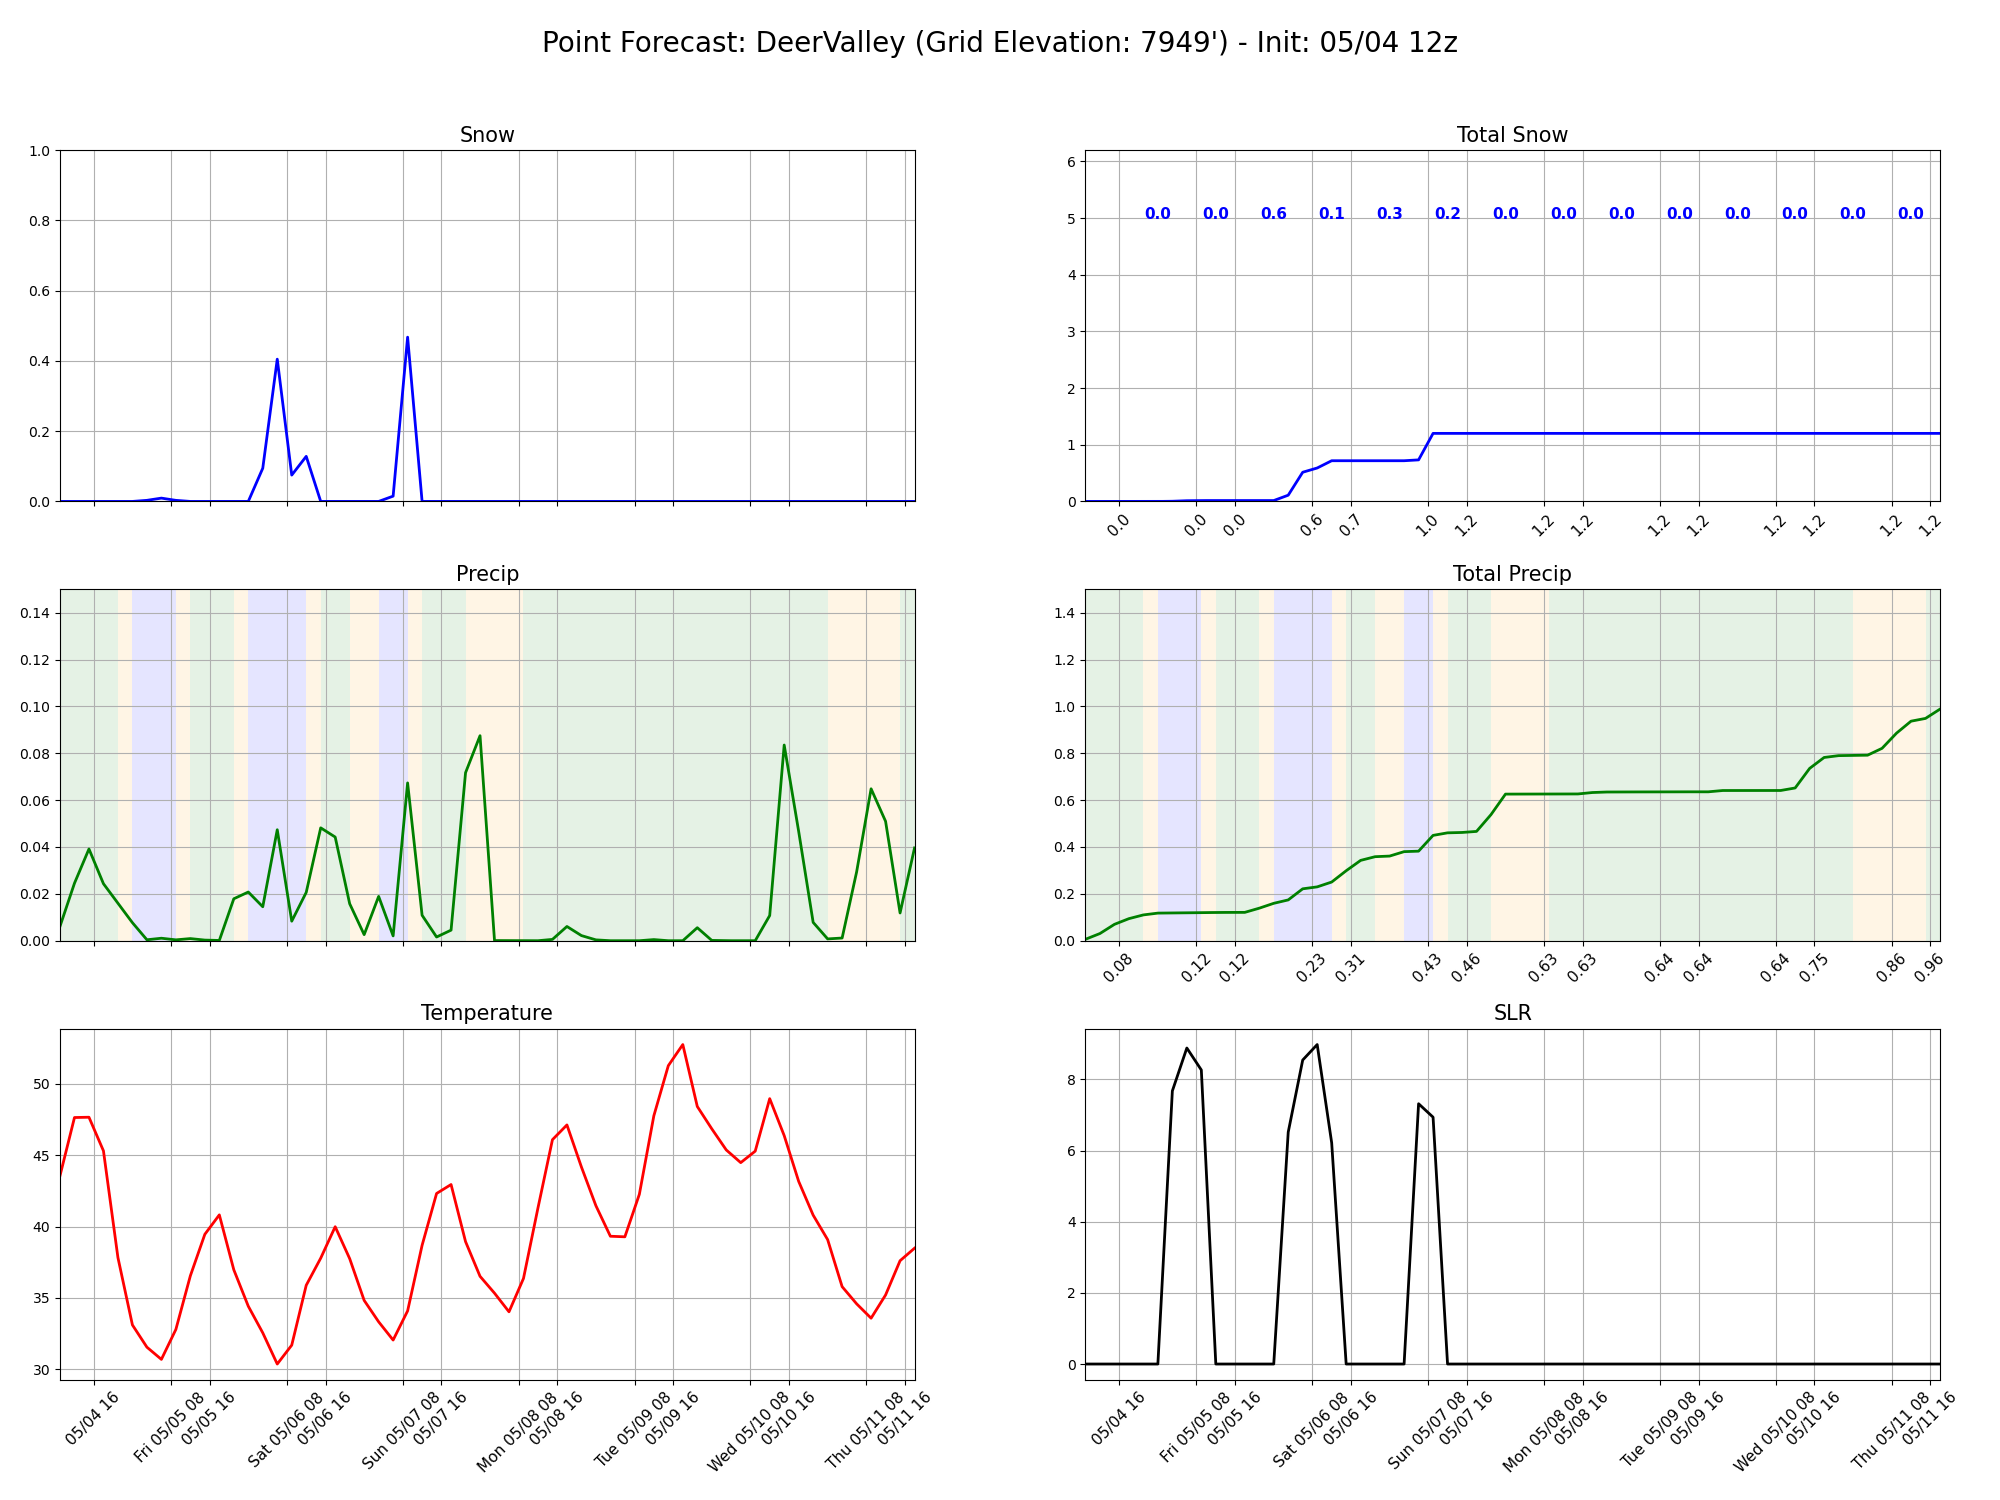 Point Forecast: DeerValley (Grid Elevation: 7949') - Init: 05/04 12z
Snow
1.0
0.8
0.6
0.4
0.2
0.0
Total Snow
6
5
4
3
2
1
0
0.0 0.0 0.6 0.1 0.3 0.2 0.0 0.0 0.0 0.0 0.0 0.0 0.0 0.0
0.0 0.0 0.0 0.6 0.7 1.0 1.2 1.2 1.2 1.2 1.2 1.2 1.2 1.2 1.2
Precip
0.14
0.12
0.10
0.08
0.06
0.04
0.02
0.00
Total Precip
1.4
1.2
1.0
0.8
0.6
0.4
0.2
0.0
0.08 0.12 0.12 0.23 0.31 0.43 0.46 0.63 0.63 0.64 0.64 0.64 0.75 0.86 0.96
Temperature
50
45
40
35
30
05/04 16
Fri 05/05 08
05/05 16
Sat 05/06 08
05/06 16
Sun 05/07 08
05/07 16
Mon 05/08 08
05/08 16
Tue 05/09 08
05/09 16
Wed 05/10 08
05/10 16
Thu 05/11 08
05/11 16
SLR
8
6
4
2
0
05/04 16
Fri 05/05 08
05/05 16
Sat 05/06 08
05/06 16
Sun 05/07 08
05/07 16
Mon 05/08 08
05/08 16
Tue 05/09 08
05/09 16
Wed 05/10 08
05/10 16
Thu 05/11 08
05/11 16